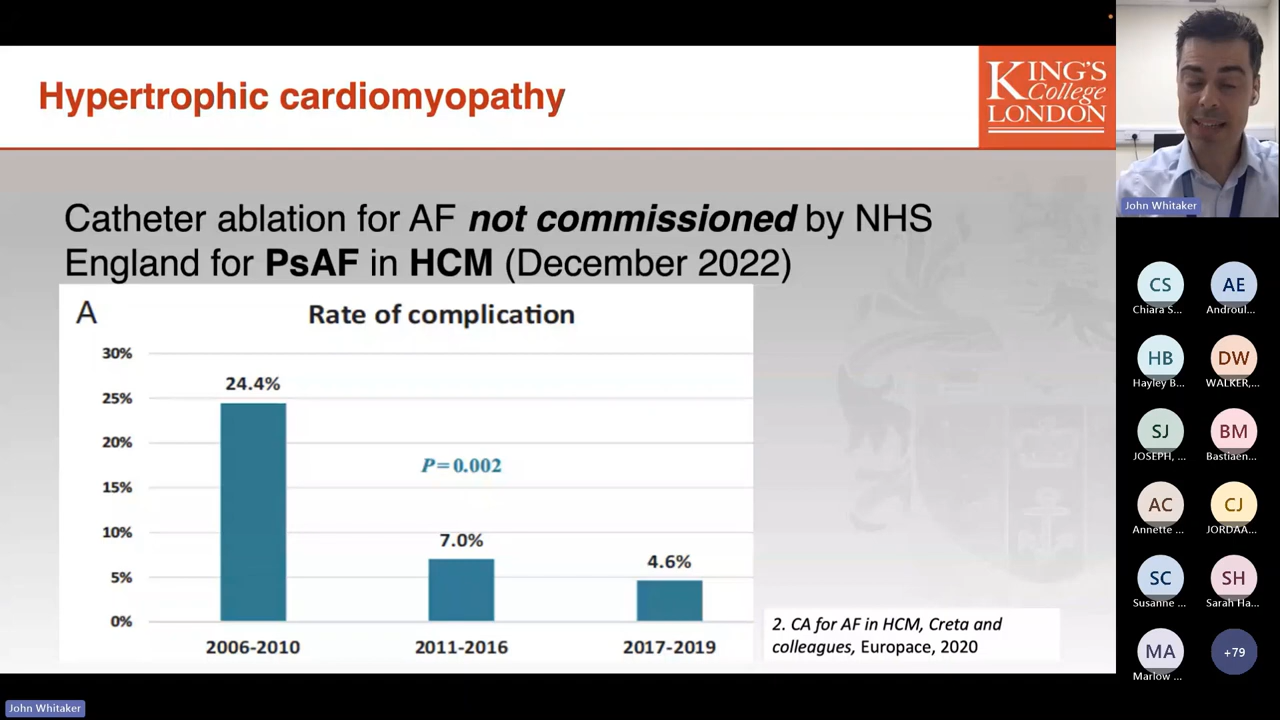 Hypertrophic cardiomyopathy
KING'S
College
LONDON
Catheter ablation for AF not commissioned by NHS
England for PsAF in HCM (December 2022)
A
Rate of complication
30%
25%
20%
15%
10%
5%
0%
24.4%
P=0.002
7.0%
4.6%
2006-2010
2011-2016
2017-2019
2. CA for AF in HCM, Creta and
colleagues, Europace, 2020
John Whitaker
John Whitaker
CS
Chiara S...
AE
Androul...
HB
Hayley B...
DW
WALKER,...
SJ
JOSEPH, ...
BM
Bastiaen...
AC
Annette ...
CJ
JORDAA...
SC
Susanne ...
SH
Sarah Ha...
MA
Marlow ...
+79